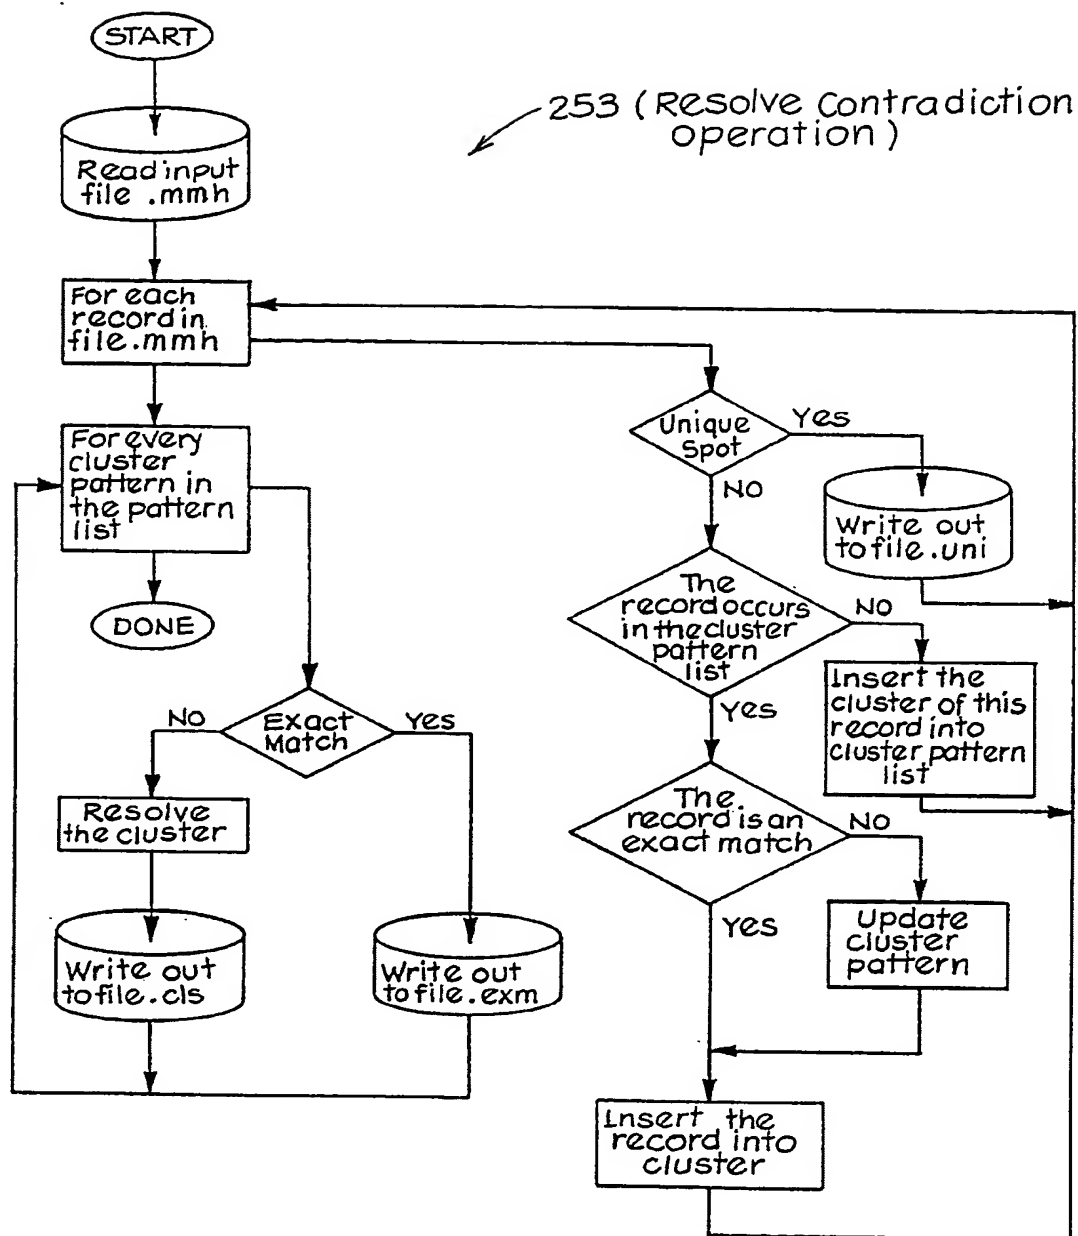 START
253 (Resolve Contradiction
operation)
Read input
file .mmh
For each
record in
file.mmh
For every
cluster
pattern in
the pattern
list
DONE
Unique
Spot
Yes
NO
Write out
to file.uni
The
record occurs
in the cluster
pattern
list
NO
Yes
Insert the
cluster of this
record into
cluster pattern
list
Exact
Match
NO
Yes
Resolve
the cluster
Write out
to file.cls
Write out
to file.exm
The
record is an
exact match
NO
Yes
Update
cluster
pattern
Insert the
record into
cluster